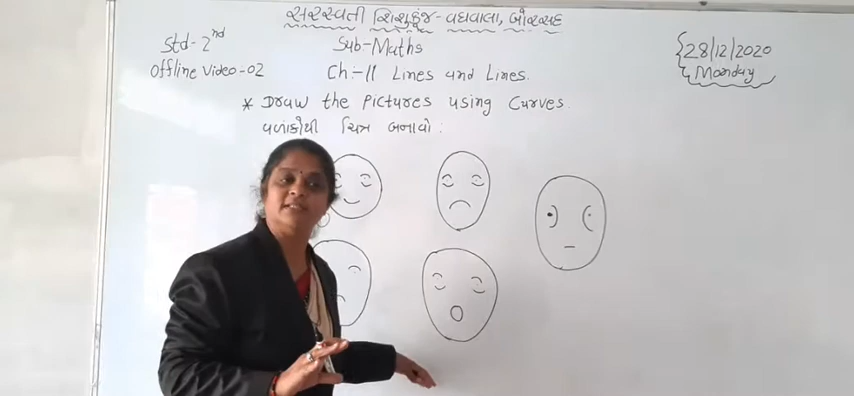 સરસ્વતી શિશુકુંજ - વઘવાલા, બોરસદ
Std-2nd
Sub-Maths
{28/12/2020
Offline Video-02
Ch:-11 Lines and Lines.
Monday
* Draw the Pictures using Curves.
વળાંકોથી ચિત્ર બનાવો :